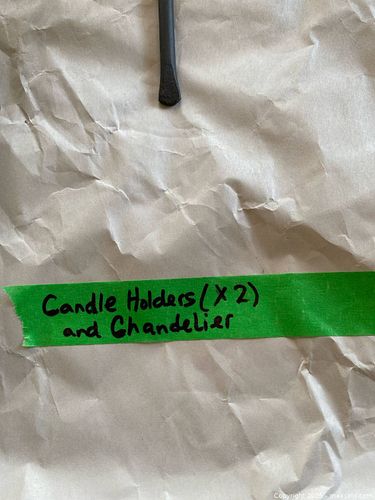 Candle Holders (X 2)
and Chandelier